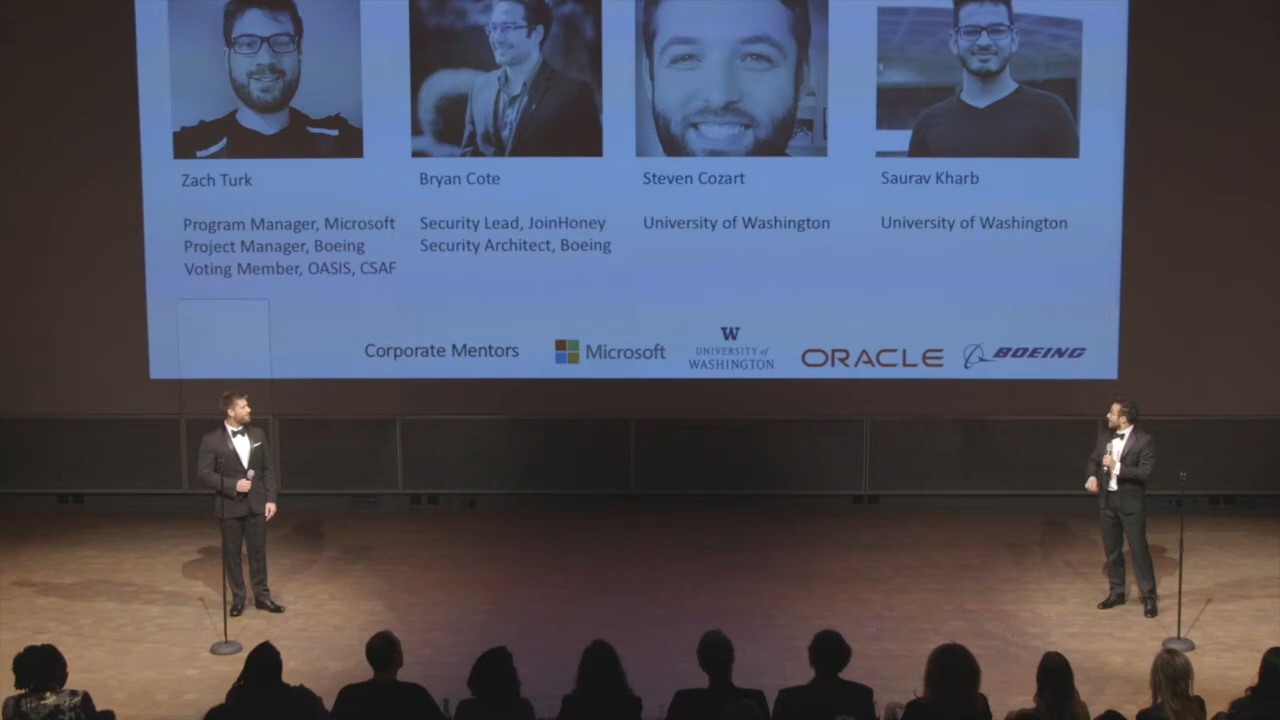 Zach Turk
Program Manager, Microsoft
Project Manager, Boeing
Voting Member, OASIS, CSAF
Bryan Cote
Security Lead, JoinHoney
Security Architect, Boeing
Steven Cozart
University of Washington
Saurav Kharb
University of Washington
Corporate Mentors
Microsoft
W
UNIVERSITY of
WASHINGTON
ORACLE
BOEING